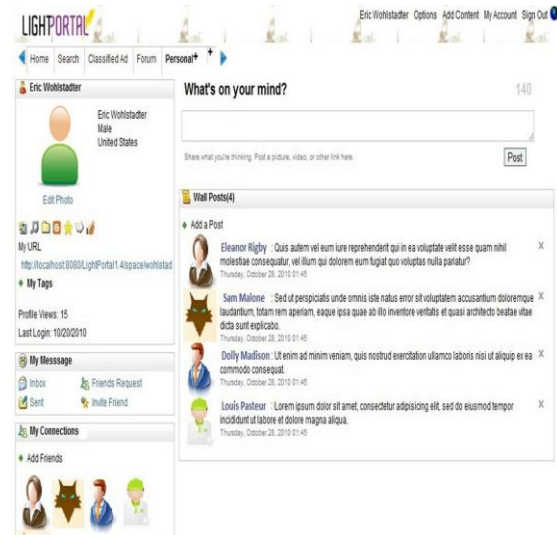 LIGHTPORTAL
Eric Wohlstadter Options Add Content My Account Sign Out
Home Search Classified Ad Forum Personal+ +
Eric Wohlstadter
Eric Wohlstadter
Male
United States
Edit Photo
My URL
http://localhost:8080/LightPortal1.4/space/wohlstad
My Tags
Profile Views: 15
Last Login: 10/20/2010
My Messsage
Inbox Friends Request
Sent Invite Friend
My Connections
Add Friends
What's on your mind? 140
Share what you're thinking. Post a picture, video, or other link here.
Post
Wall Posts(4)
Add a Post
Eleanor Rigby : Quis autem vel eum iure reprehenderit qui in ea voluptate velit esse quam nihil X
molestiae consequatur, vel illum qui dolorem eum fugiat quo voluptas nulla pariatur?
Thursday, October 28, 2010 01:45
Sam Malone : Sed ut perspiciatis unde omnis iste natus error sit voluptatem accusantium doloremque X
laudantium, totam rem aperiam, eaque ipsa quae ab illo inventore veritatis et quasi architecto beatae vitae
dicta sunt explicabo.
Thursday, October 28, 2010 01:45
Dolly Madison : Ut enim ad minim veniam, quis nostrud exercitation ullamco laboris nisi ut aliquip ex ea X
commodo consequat.
Thursday, October 28, 2010 01:45
Louis Pasteur : Lorem ipsum dolor sit amet, consectetur adipisicing elit, sed do eiusmod tempor X
incididunt ut labore et dolore magna aliqua.
Thursday, October 28, 2010 01:45